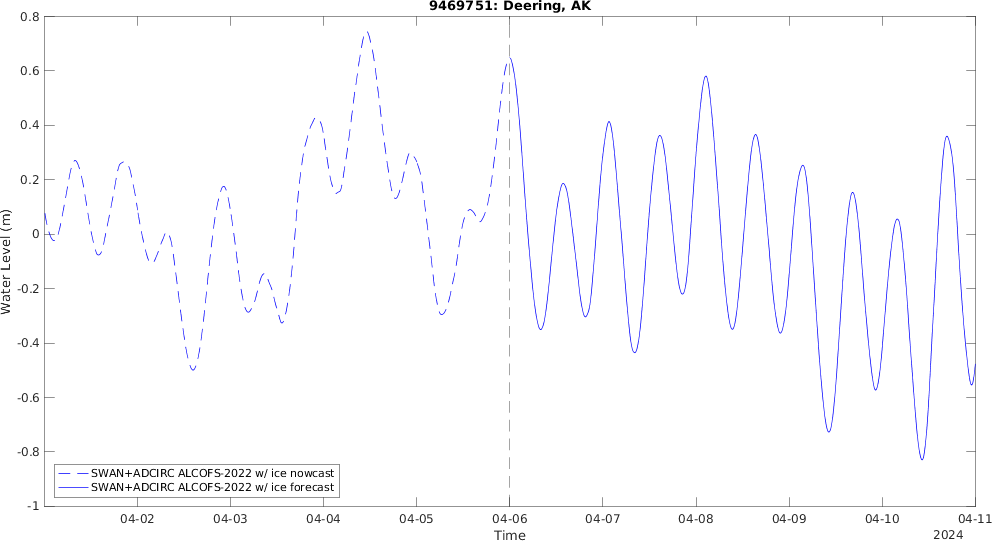 9469751: Deering, AK
0.8
0.6
0.4
0.2
0
-0.2
-0.4
-0.6
-0.8
-1
Water Level (m)
SWAN+ADCIRC ALCOFS-2022 w/ ice nowcast
SWAN+ADCIRC ALCOFS-2022 w/ ice forecast
04-02 04-03 04-04 04-05 04-06 04-07 04-08 04-09 04-10 04-11
Time
2024